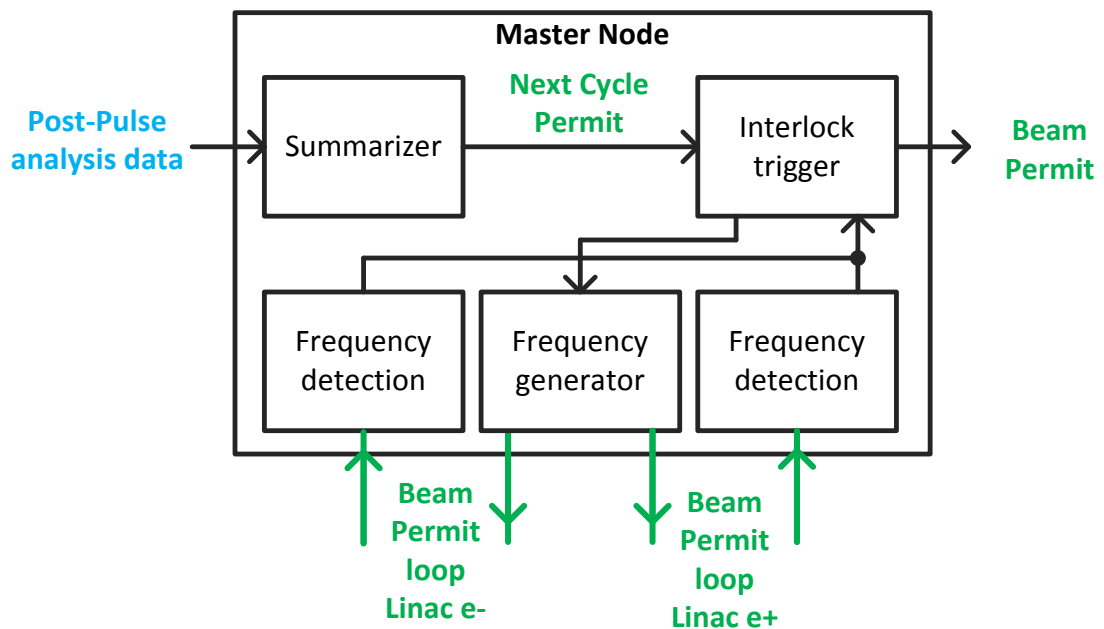 Master Node
Post-Pulse
analysis data
Summarizer
Next Cycle
Permit
Interlock
trigger
Beam
Permit
Frequency
detection
Frequency
generator
Frequency
detection
Beam
Permit
loop
Linac e-
Beam
Permit
loop
Linac e+